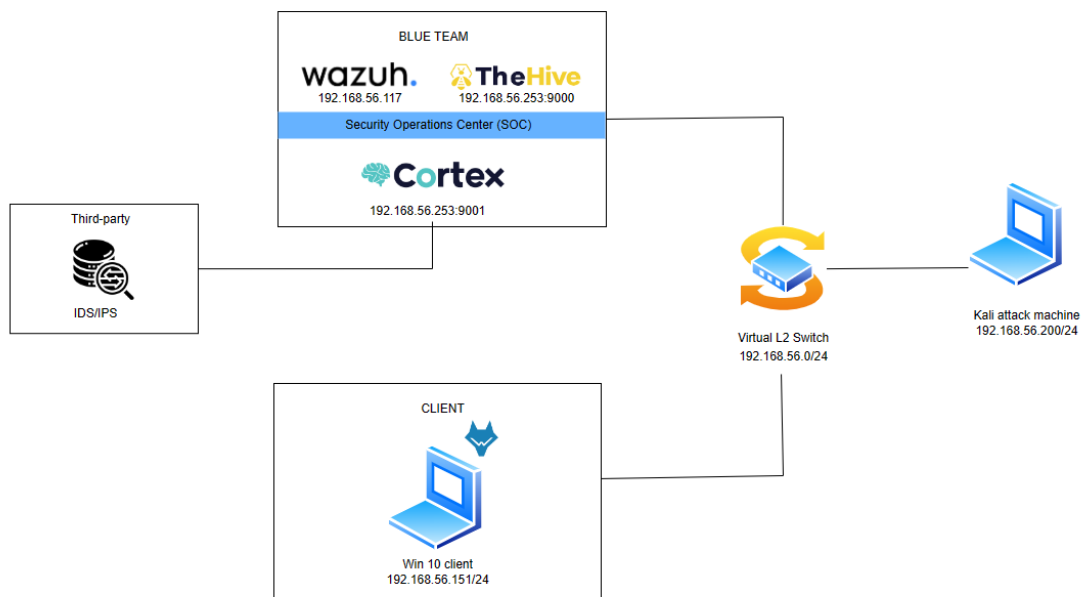 BLUE TEAM
wazuh.
TheHive
192.168.56.117
192.168.56.253:9000
Security Operations Center (SOC)
Cortex
192.168.56.253:9001
Third-party
IDS/IPS
Virtual L2 Switch
192.168.56.0/24
Kali attack machine
192.168.56.200/24
CLIENT
Win 10 client
192.168.56.151/24